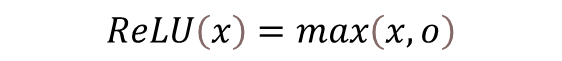 ReLU(x) = max(x, o)